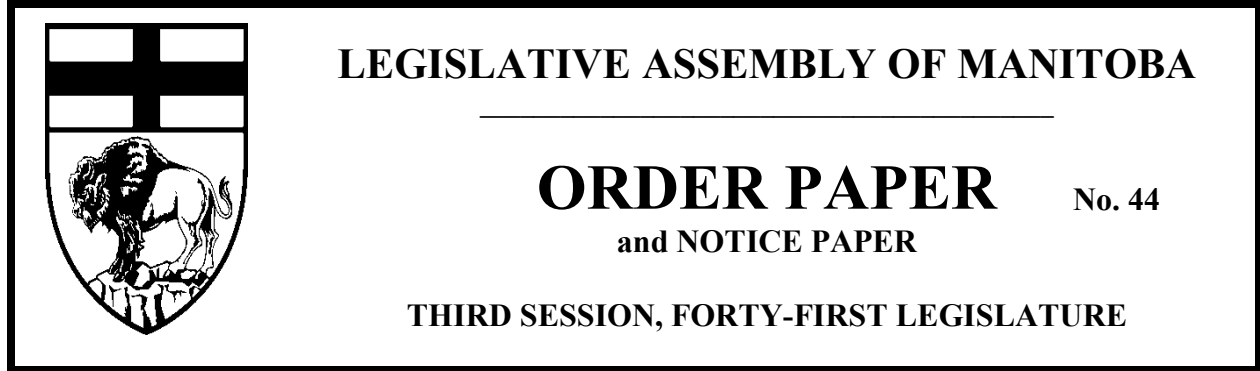 LEGISLATIVE ASSEMBLY OF MANITOBA
ORDER PAPER No. 44
and NOTICE PAPER
THIRD SESSION, FORTY-FIRST LEGISLATURE